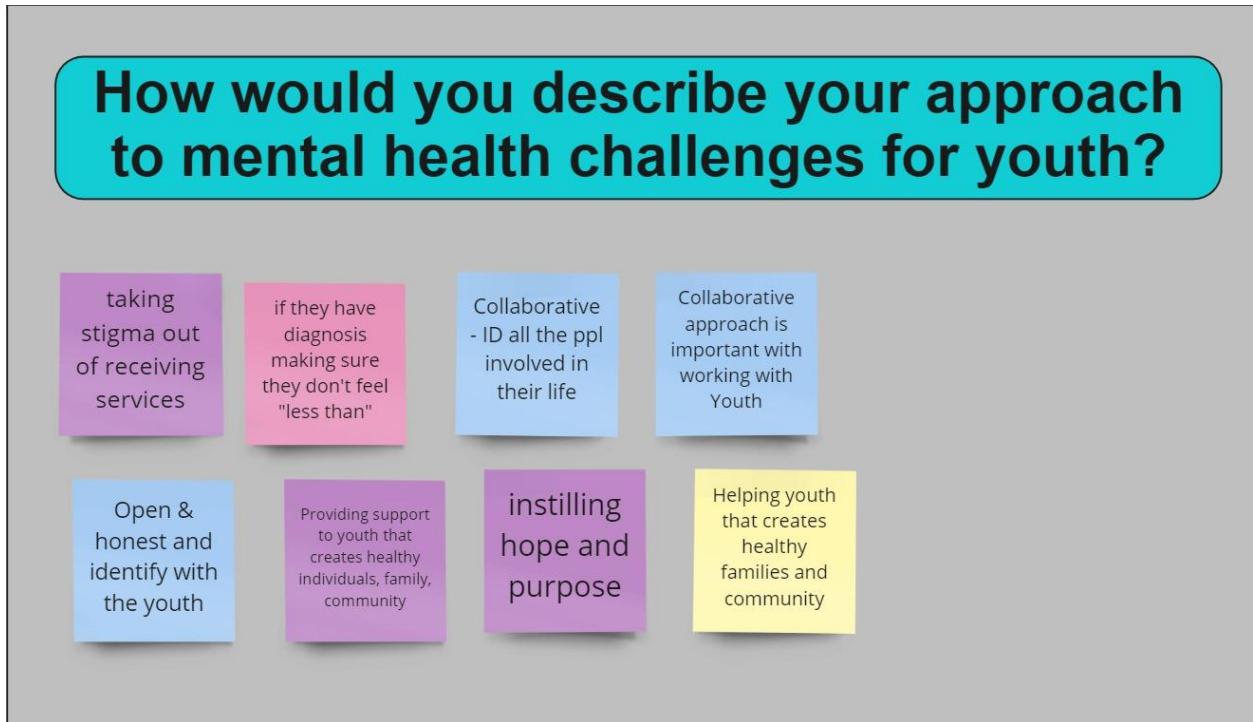 How would you describe your approach
to mental health challenges for youth?
taking
stigma out
of receiving
services
if they have
diagnosis
making sure
they don't feel
"less than"
Collaborative
- ID all the ppl
involved in
their life
Collaborative
approach is
important with
working with
Youth
Open &
honest and
identify with
the youth
Providing support
to youth that
creates healthy
individuals, family,
community
instilling
hope and
purpose
Helping youth
that creates
healthy
families and
community